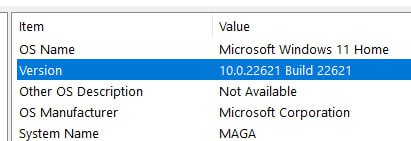 Item Value
OS Name Microsoft Windows 11 Home
Version 10.0.22621 Build 22621
Other OS Description Not Available
OS Manufacturer Microsoft Corporation
System Name MAGA